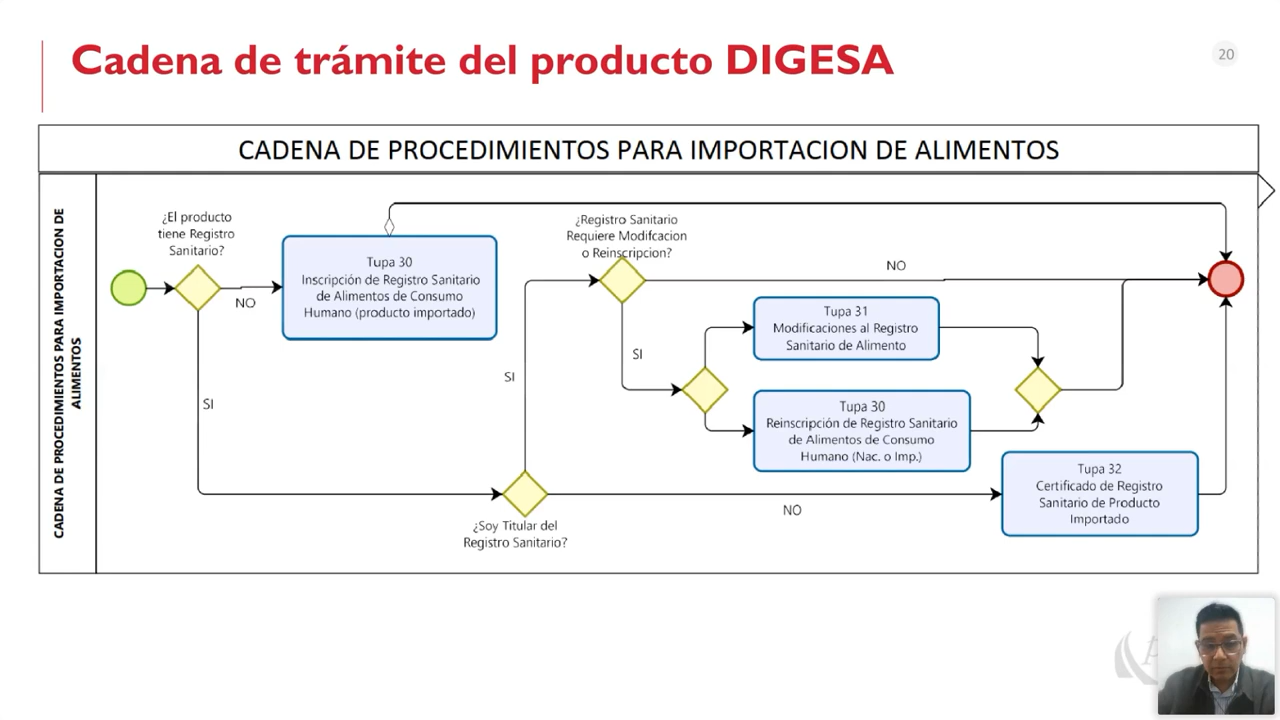 Cadena de trámite del producto DIGESA
20
CADENA DE PROCEDIMIENTOS PARA IMPORTACION DE ALIMENTOS
CADENA DE PROCEDIMIENTOS PARA IMPORTACION DE
ALIMENTOS
¿El producto
tiene Registro
Sanitario?
NO
SI
Tupa 30
Inscripción de Registro Sanitario
de Alimentos de Consumo
Humano (producto importado)
¿Registro Sanitario
Requiere Modifcacion
o Reinscripcion?
NO
SI
SI
Tupa 31
Modificaciones al Registro
Sanitario de Alimento
Tupa 30
Reinscripción de Registro Sanitario
de Alimentos de Consumo
Humano (Nac. o Imp.)
¿Soy Titular del
Registro Sanitario?
NO
Tupa 32
Certificado de Registro
Sanitario de Producto
Importado